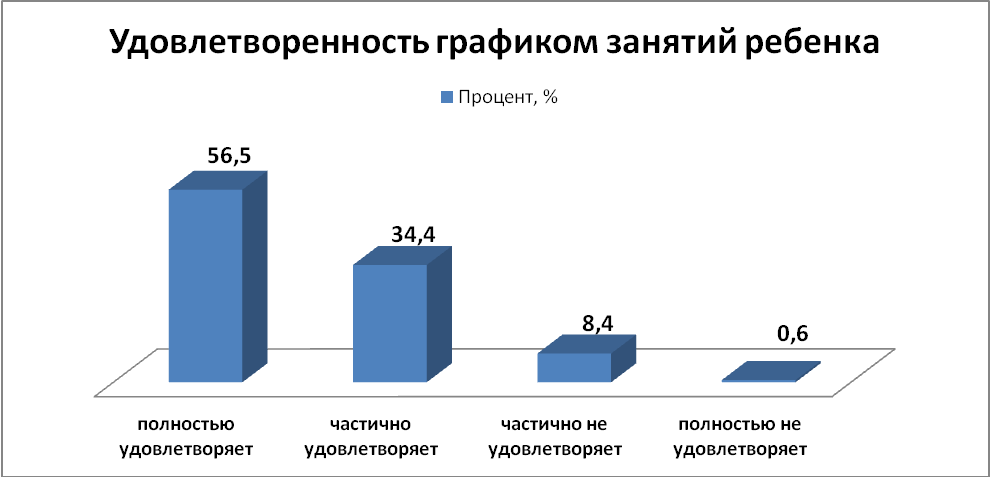 Удовлетворенность графиком занятий ребенка
Процент, %
56,5
34,4
8,4
0,6
полностью удовлетворяет
частично удовлетворяет
частично не удовлетворяет
полностью не удовлетворяет